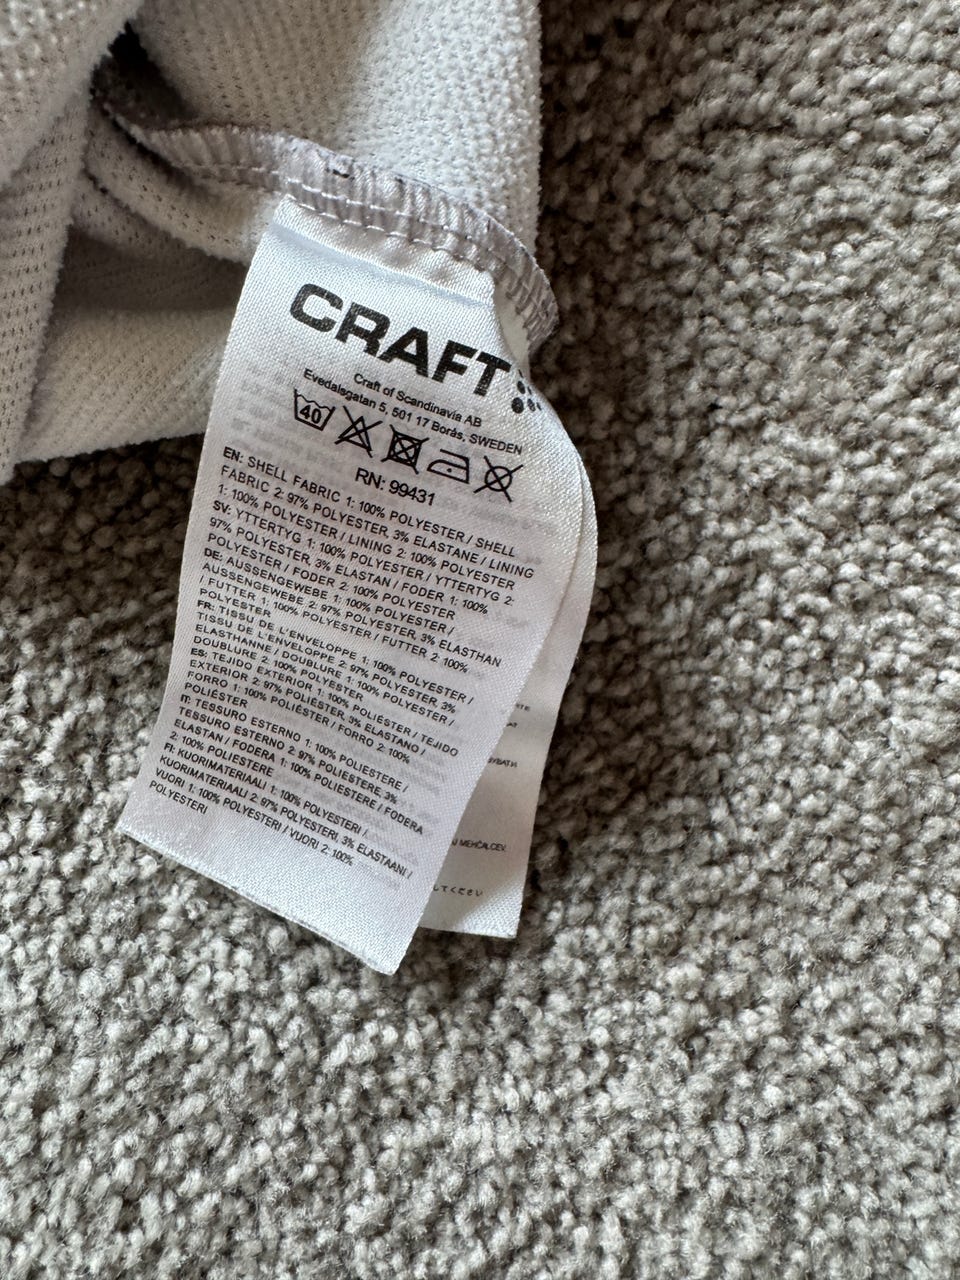 CRAFT
Craft of Scandinavia AB
Evedalsgatan 5, 501 17 Borås, SWEDEN
40
RN: 99431
EN: SHELL FABRIC 1: 100% POLYESTER / SHELL
FABRIC 2: 97% POLYESTER, 3% ELASTANE / LINING
1: 100% POLYESTER / LINING 2: 100% POLYESTER
SV: YTTERTYG 1: 100% POLYESTER / YTTERTYG 2:
97% POLYESTER, 3% ELASTAN / FODER 1: 100%
POLYESTER / FODER 2: 100% POLYESTER
DE: AUSSENGEWEBE 1: 100% POLYESTER /
AUSSENGEWEBE 2: 97% POLYESTER, 3% ELASTHAN
/ FUTTER 1: 100% POLYESTER / FUTTER 2: 100%
POLYESTER
FR: TISSU DE L'ENVELOPPE 1: 100% POLYESTER /
TISSU DE L'ENVELOPPE 2: 97% POLYESTER, 3%
ELASTHANNE / DOUBLURE 1: 100% POLYESTER /
DOUBLURE 2: 100% POLYESTER
ES: TEJIDO EXTERIOR 1: 100% POLIÉSTER / TEJIDO
EXTERIOR 2: 97% POLIÉSTER, 3% ELASTANO /
FORRO 1: 100% POLIÉSTER / FORRO 2: 100%
POLIÉSTER
IT: TESSUTO ESTERNO 1: 100% POLIESTERE /
TESSUTO ESTERNO 2: 97% POLIESTERE, 3%
ELASTAN / FODERA 1: 100% POLIESTERE / FODERA
2: 100% POLIESTERE
FI: KUORIMATERIAALI 1: 100% POLYESTERI /
KUORIMATERIAALI 2: 97% POLYESTERI, 3% ELASTAANI /
VUORI 1: 100% POLYESTERI / VUORI 2: 100%
POLYESTERI
MEHČALCEV.
してください